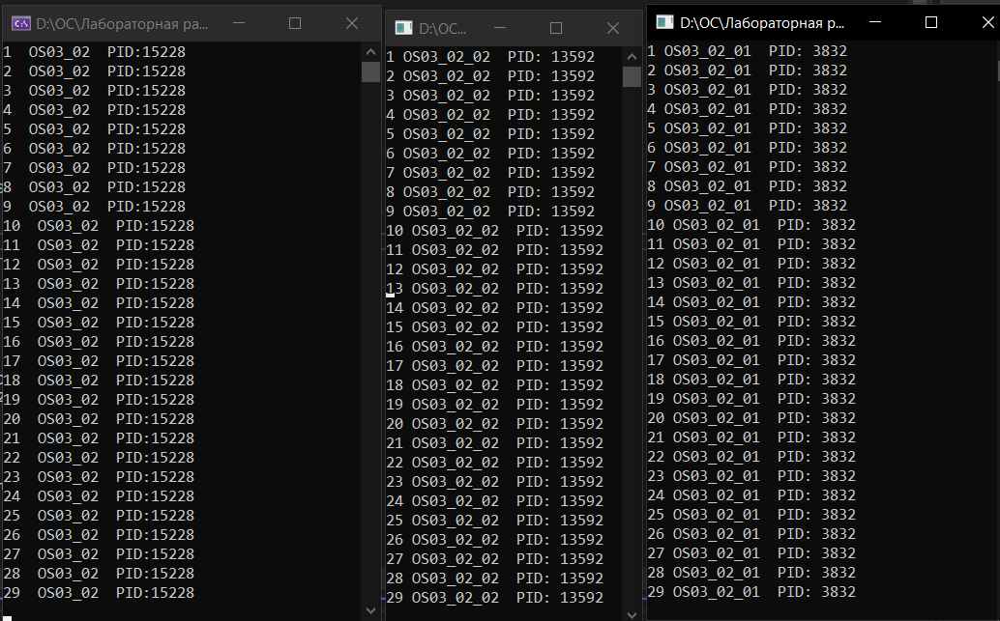 D:\ОС\Лабораторная ра...
1  OS03_02  PID:15228
2  OS03_02  PID:15228
3  OS03_02  PID:15228
4  OS03_02  PID:15228
5  OS03_02  PID:15228
6  OS03_02  PID:15228
7  OS03_02  PID:15228
8  OS03_02  PID:15228
9  OS03_02  PID:15228
10  OS03_02  PID:15228
11  OS03_02  PID:15228
12  OS03_02  PID:15228
13  OS03_02  PID:15228
14  OS03_02  PID:15228
15  OS03_02  PID:15228
16  OS03_02  PID:15228
17  OS03_02  PID:15228
18  OS03_02  PID:15228
19  OS03_02  PID:15228
20  OS03_02  PID:15228
21  OS03_02  PID:15228
22  OS03_02  PID:15228
23  OS03_02  PID:15228
24  OS03_02  PID:15228
25  OS03_02  PID:15228
26  OS03_02  PID:15228
27  OS03_02  PID:15228
28  OS03_02  PID:15228
29  OS03_02  PID:15228
D:\ОС...
1 OS03_02_02  PID: 13592
2 OS03_02_02  PID: 13592
3 OS03_02_02  PID: 13592
4 OS03_02_02  PID: 13592
5 OS03_02_02  PID: 13592
6 OS03_02_02  PID: 13592
7 OS03_02_02  PID: 13592
8 OS03_02_02  PID: 13592
9 OS03_02_02  PID: 13592
10 OS03_02_02  PID: 13592
11 OS03_02_02  PID: 13592
12 OS03_02_02  PID: 13592
13 OS03_02_02  PID: 13592
14 OS03_02_02  PID: 13592
15 OS03_02_02  PID: 13592
16 OS03_02_02  PID: 13592
17 OS03_02_02  PID: 13592
18 OS03_02_02  PID: 13592
19 OS03_02_02  PID: 13592
20 OS03_02_02  PID: 13592
21 OS03_02_02  PID: 13592
22 OS03_02_02  PID: 13592
23 OS03_02_02  PID: 13592
24 OS03_02_02  PID: 13592
25 OS03_02_02  PID: 13592
26 OS03_02_02  PID: 13592
27 OS03_02_02  PID: 13592
28 OS03_02_02  PID: 13592
29 OS03_02_02  PID: 13592
D:\ОС\Лабораторная р...
1 OS03_02_01  PID: 3832
2 OS03_02_01  PID: 3832
3 OS03_02_01  PID: 3832
4 OS03_02_01  PID: 3832
5 OS03_02_01  PID: 3832
6 OS03_02_01  PID: 3832
7 OS03_02_01  PID: 3832
8 OS03_02_01  PID: 3832
9 OS03_02_01  PID: 3832
10 OS03_02_01  PID: 3832
11 OS03_02_01  PID: 3832
12 OS03_02_01  PID: 3832
13 OS03_02_01  PID: 3832
14 OS03_02_01  PID: 3832
15 OS03_02_01  PID: 3832
16 OS03_02_01  PID: 3832
17 OS03_02_01  PID: 3832
18 OS03_02_01  PID: 3832
19 OS03_02_01  PID: 3832
20 OS03_02_01  PID: 3832
21 OS03_02_01  PID: 3832
22 OS03_02_01  PID: 3832
23 OS03_02_01  PID: 3832
24 OS03_02_01  PID: 3832
25 OS03_02_01  PID: 3832
26 OS03_02_01  PID: 3832
27 OS03_02_01  PID: 3832
28 OS03_02_01  PID: 3832
29 OS03_02_01  PID: 3832